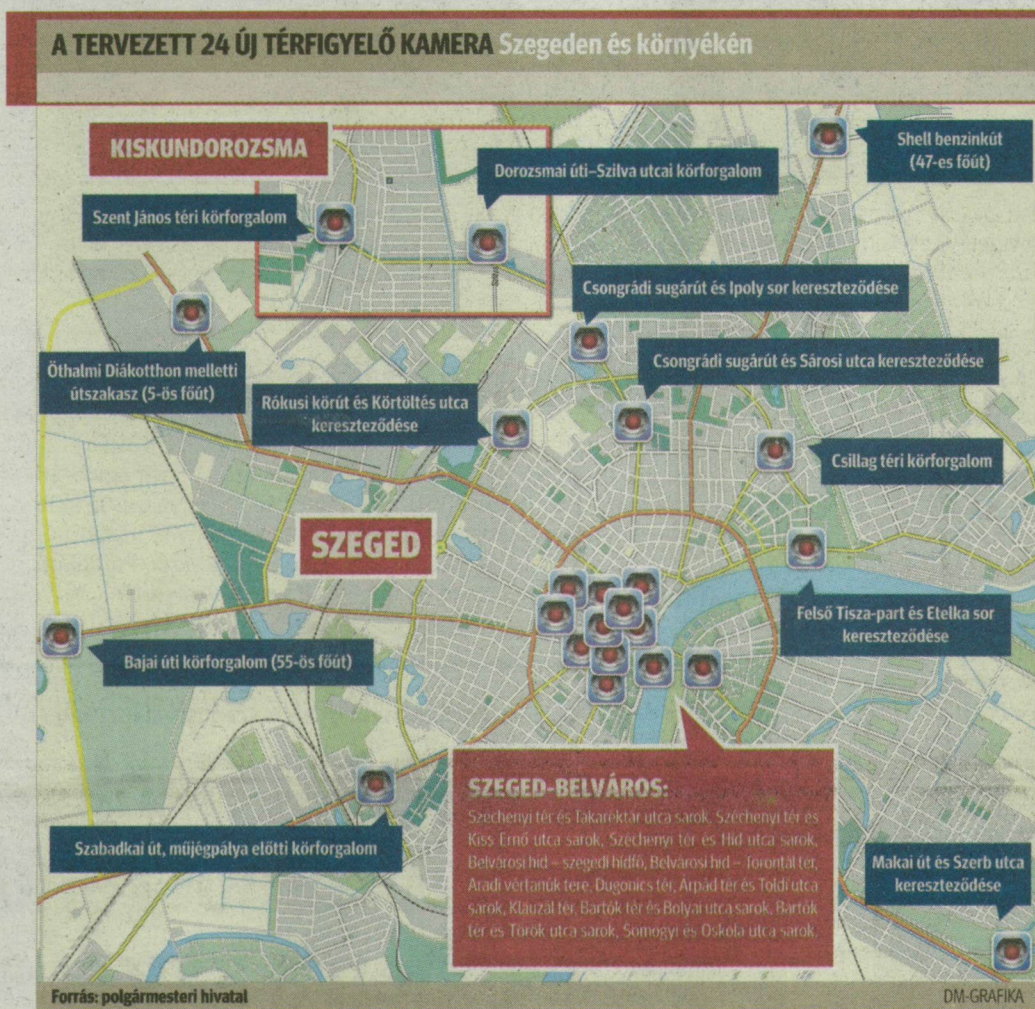 A TERVEZETT 24 ÚJ TÉRFIGYELŐ KAMERA Szegeden és környékén
KISKUNDOROZSMA
Szent János téri körforgalom
Dorozsmai úti–Szilva utcai körforgalom
Shell benzinkút
(47-es főút)
Csongrádi sugárút és Ipoly sor kereszteződése
Öthalmi Diákotthon melletti
útszakasz (5-ös főút)
Csongrádi sugárút és Sárosi utca kereszteződése
Rókusi körút és Körtöltés utca
kereszteződése
Csillag téri körforgalom
SZEGED
Felső Tisza-part és Etelka sor
kereszteződése
Bajai úti körforgalom (55-ös főút)
SZEGED-BELVÁROS:
Széchenyi tér és Takaréktár utca sarok, Széchenyi tér és
Kiss Ernő utca sarok, Széchenyi tér és Híd utca sarok,
Belvárosi híd – szegedi hídfő, Belvárosi híd – Torontál tér,
Aradi vértanúk tere, Dugonics tér, Árpád tér és Toldi utca
sarok, Klauzál tér, Bartók tér és Bolyai utca sarok, Bartók
tér és Török utca sarok, Somogyi és Oskola utca sarok.
Szabadkai út, műjégpálya előtti körforgalom
Makai út és Szerb utca
kereszteződése
Forrás: polgármesteri hivatal
DM-GRAFIKA